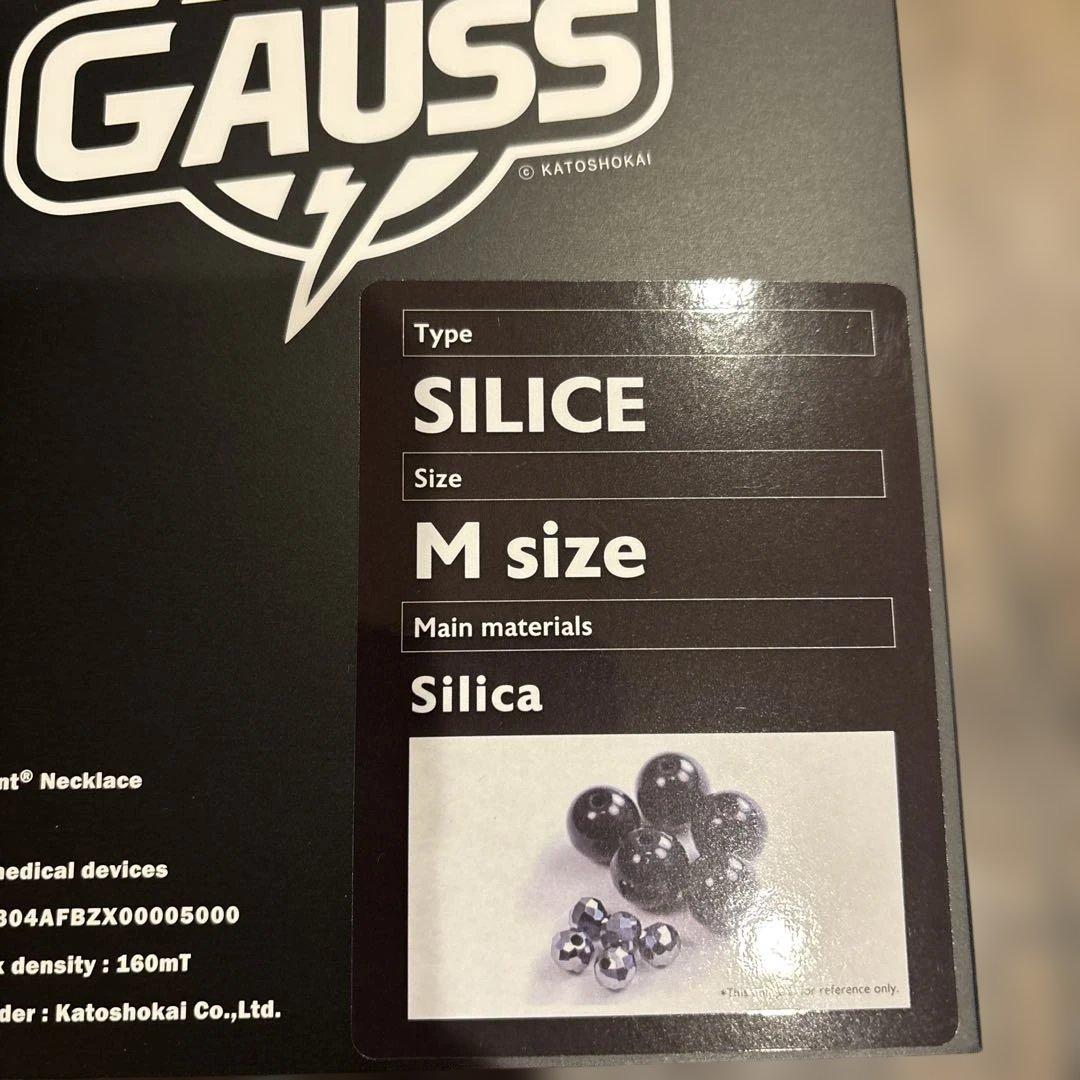 GAUSS
© KATOSHOKAI
Type
SILICE
Size
M size
Main materials
Silica
nt® Necklace
medical devices
304AFBZX00005000
x density : 160mT
der : Katoshokai Co.,Ltd.
*This for reference only.